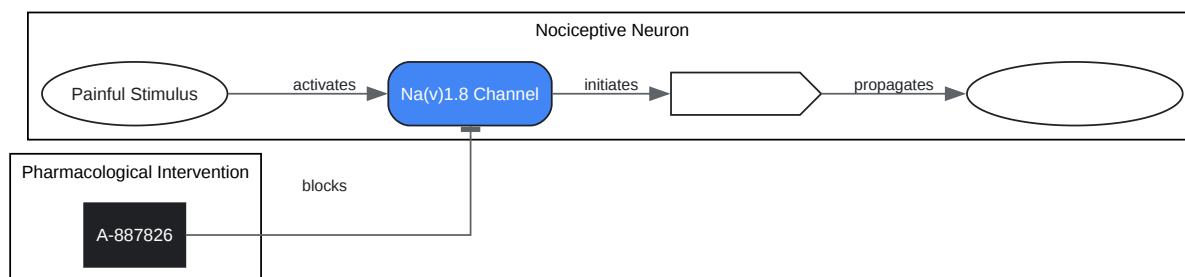 Nociceptive Neuron
Painful Stimulus
activates
Na(v)1.8 Channel
initiates
propagates
Pharmacological Intervention
blocks
A-887826